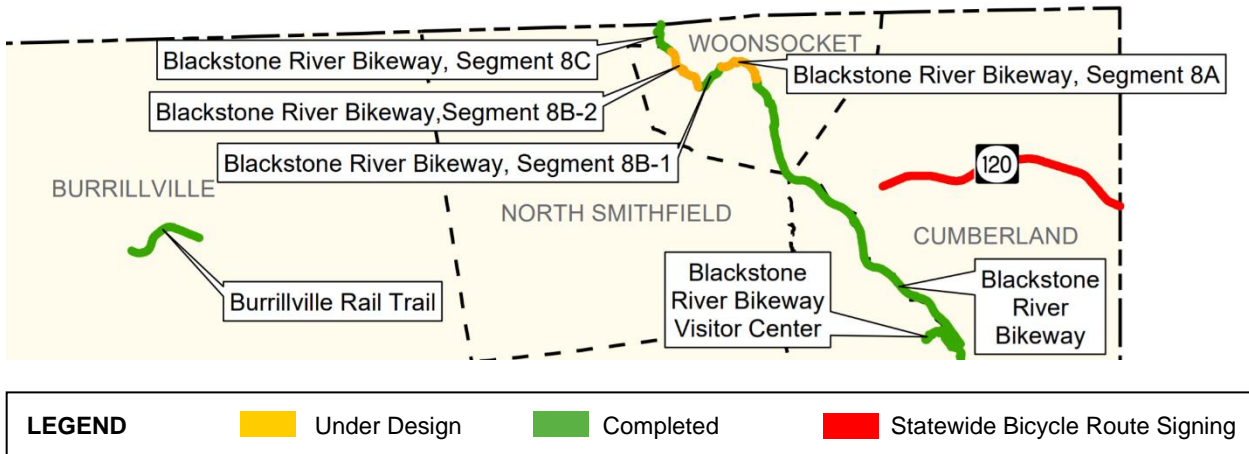 WOONSOCKET
Blackstone River Bikeway, Segment 8C
Blackstone River Bikeway, Segment 8A
Blackstone River Bikeway,Segment 8B-2
Blackstone River Bikeway, Segment 8B-1
120
BURRILLVILLE
NORTH SMITHFIELD
CUMBERLAND
Burrillville Rail Trail
Blackstone
River Bikeway
Visitor Center
Blackstone
River
Bikeway
LEGEND
Under Design
Completed
Statewide Bicycle Route Signing